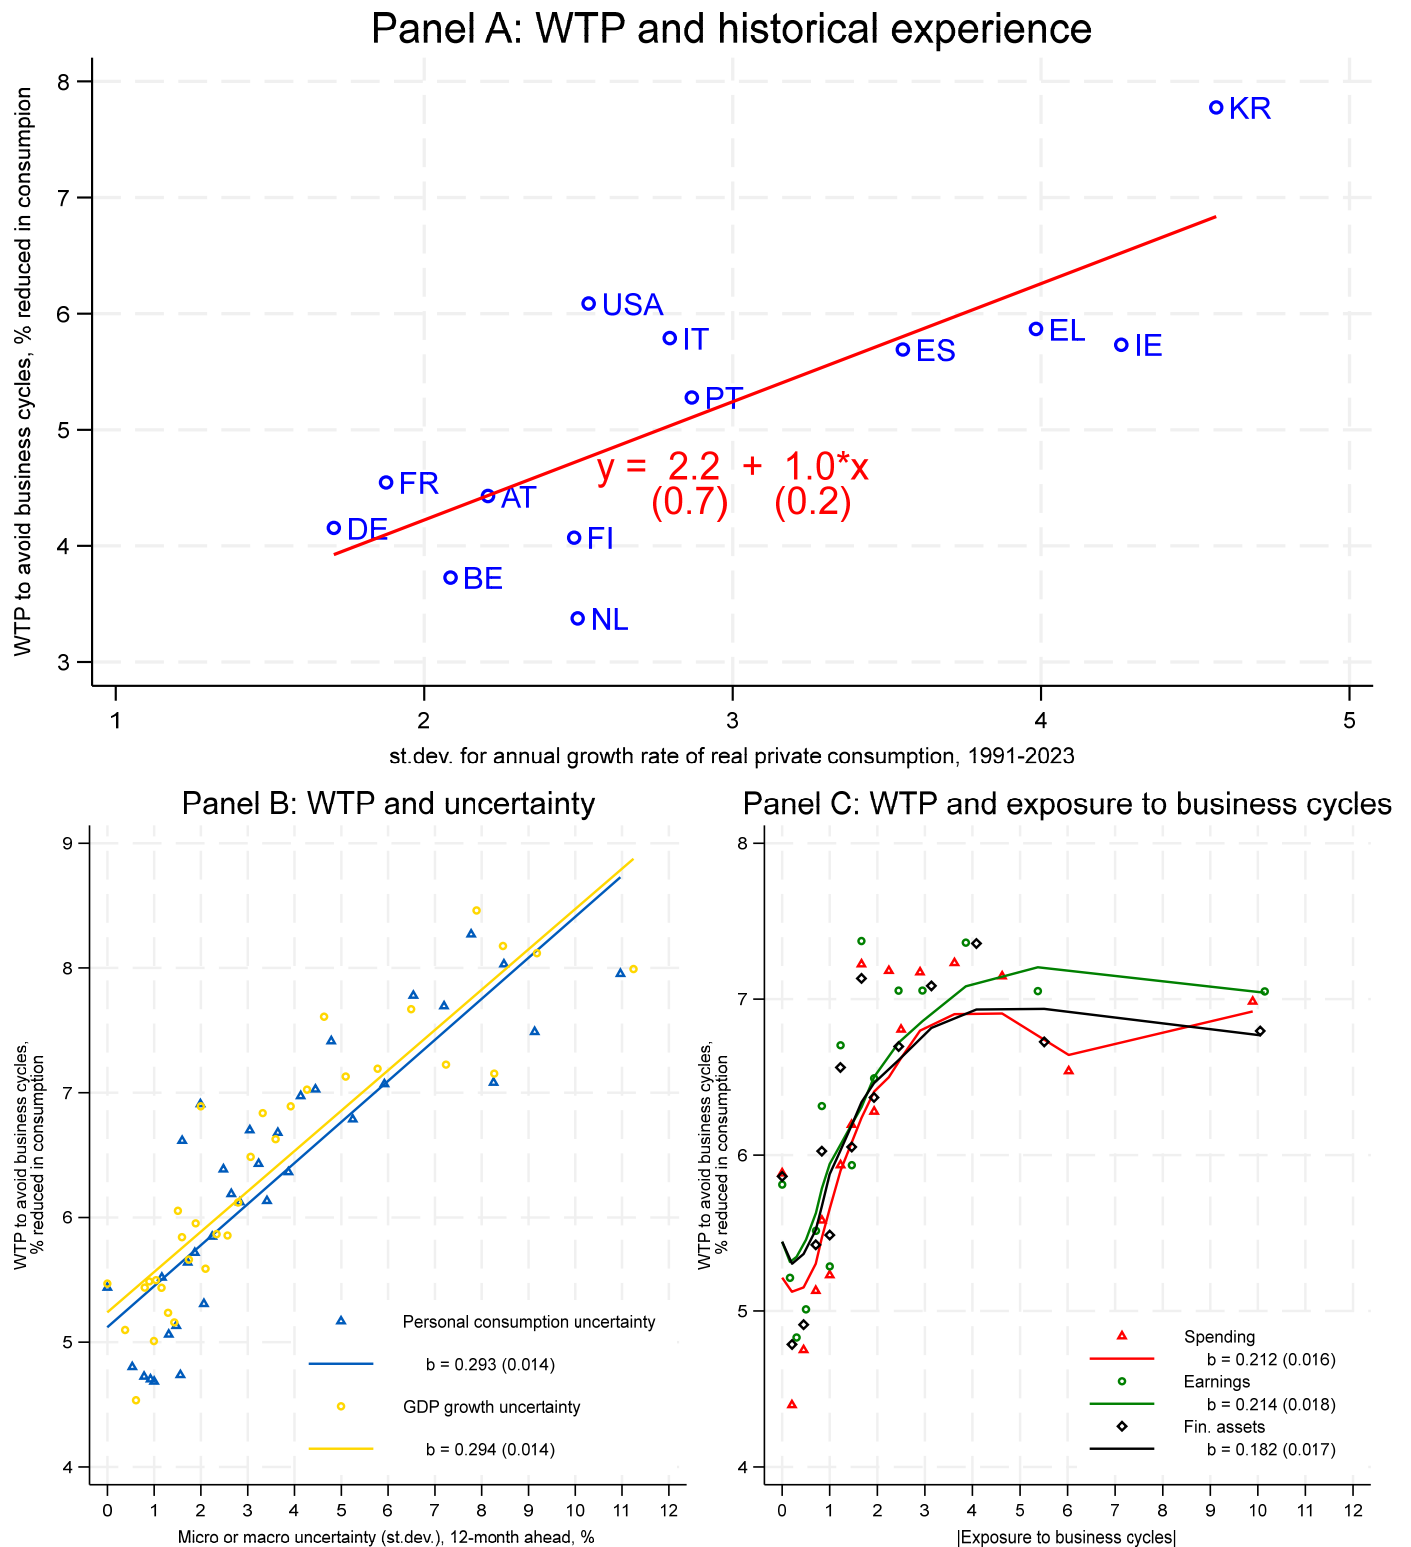 Panel A: WTP and historical experience
WTP to avoid business cycles, % reduced in consumption
8
7
6
5
4
3
KR
USA
IT
EL
IE
ES
PT
y = 2.2 + 1.0*x
(0.7) (0.2)
FR
AT
DE
FI
BE
NL
1 2 3 4 5
st.dev. for annual growth rate of real private consumption, 1991-2023
Panel B: WTP and uncertainty
WTP to avoid business cycles,
% reduced in consumption
9
8
7
6
5
4
Personal consumption uncertainty
b = 0.293 (0.014)
GDP growth uncertainty
b = 0.294 (0.014)
0 1 2 3 4 5 6 7 8 9 10 11 12
Micro or macro uncertainty (st.dev.), 12-month ahead, %
Panel C: WTP and exposure to business cycles
WTP to avoid business cycles,
% reduced in consumption
8
7
6
5
4
Spending
b = 0.212 (0.016)
Earnings
b = 0.214 (0.018)
Fin. assets
b = 0.182 (0.017)
0 1 2 3 4 5 6 7 8 9 10 11 12
|Exposure to business cycles|